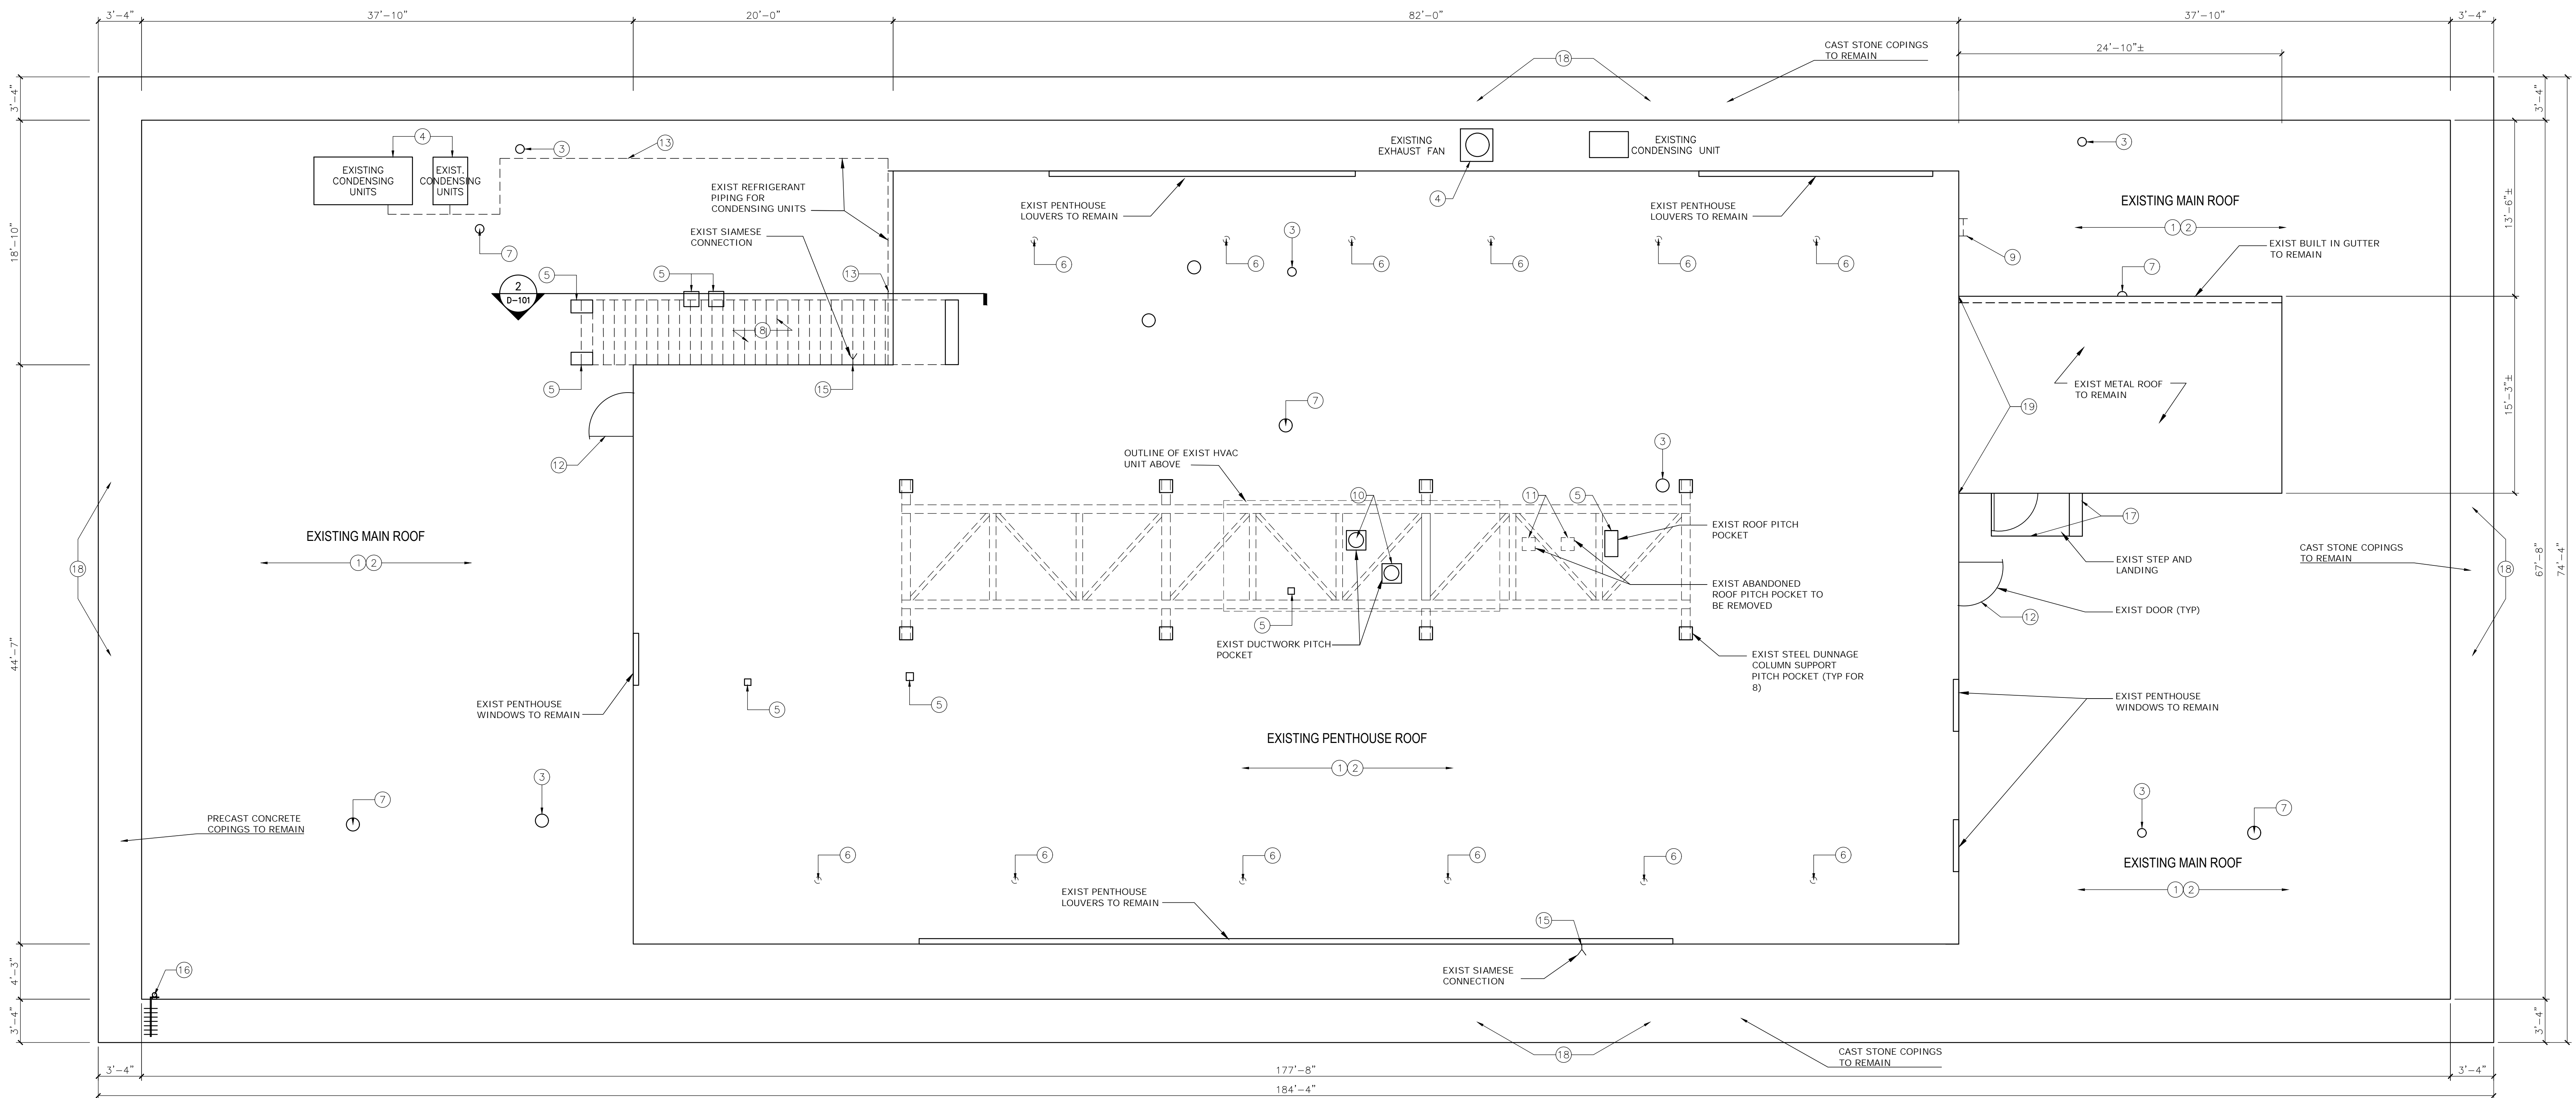 3'-4"
37'-10"
20'-0"
82'-0"
37'-10"
3'-4"
24'-10"±
CAST STONE COPINGS
TO REMAIN
18
3'-4"
3'-4"
4
3
13
EXISTING
EXHAUST FAN
EXISTING
CONDENSING UNIT
3
EXISTING
CONDENSING
UNITS
EXIST.
CONDENSING
UNITS
EXIST REFRIGERANT
PIPING FOR
CONDENSING UNITS
EXIST PENTHOUSE
LOUVERS TO REMAIN
4
EXIST PENTHOUSE
LOUVERS TO REMAIN
EXISTING MAIN ROOF
1
2
13'-6"±
EXIST SIAMESE
CONNECTION
18'-10"
7
3
9
EXIST BUILT IN GUTTER
TO REMAIN
6
6
6
6
6
6
5
5
13
7
2
D-101
8
5
15
7
EXIST METAL ROOF
TO REMAIN
19
15'-3"±
12
OUTLINE OF EXIST HVAC
UNIT ABOVE
3
10
11
5
17
EXIST ROOF PITCH
POCKET
EXISTING MAIN ROOF
1
2
18
CAST STONE COPINGS
TO REMAIN
18
67'-8"
74'-4"
EXIST STEP AND
LANDING
EXIST ABANDONED
ROOF PITCH POCKET TO
BE REMOVED
EXIST DOOR (TYP)
12
5
EXIST DUCTWORK PITCH
POCKET
EXIST STEEL DUNNAGE
COLUMN SUPPORT
PITCH POCKET (TYP FOR
8)
44'-7"
EXIST PENTHOUSE
WINDOWS TO REMAIN
5
5
EXIST PENTHOUSE
WINDOWS TO REMAIN
EXISTING PENTHOUSE ROOF
1
2
7
3
3
7
PRECAST CONCRETE
COPINGS TO REMAIN
6
6
6
6
6
6
EXISTING MAIN ROOF
1
2
EXIST PENTHOUSE
LOUVERS TO REMAIN
15
16
EXIST SIAMESE
CONNECTION
4'-3"
3'-4"
3'-4"
18
CAST STONE COPINGS
TO REMAIN
3'-4"
177'-8"
3'-4"
184'-4"